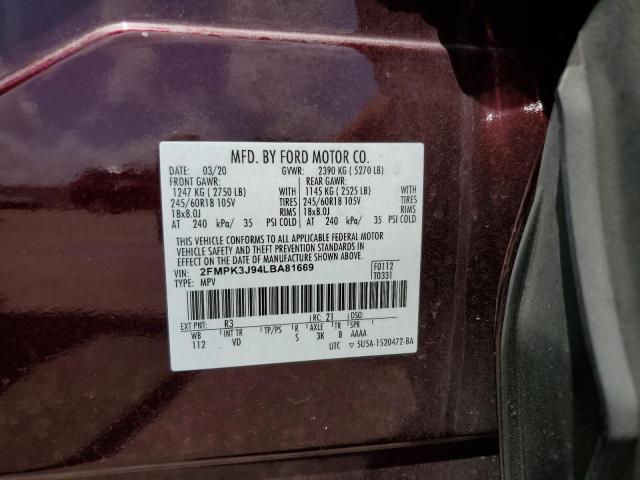 MFD. BY FORD MOTOR CO.
DATE: 03/20 GVWR: 2390 KG ( 5270 LB)
FRONT GAWR: REAR GAWR:
1247 KG ( 2750 LB) WITH 1145 KG ( 2525 LB) WITH
245/60R18 105V TIRES 245/60R18 105V TIRES
18x8.0J RIMS 18x8.0J RIMS
AT 240 kPa/ 35 PSI COLD AT 240 kPa/ 35 PSI COLD
THIS VEHICLE CONFORMS TO ALL APPLICABLE FEDERAL MOTOR
VEHICLE SAFETY AND THEFT PREVENTION STANDARDS IN
EFFECT ON THE DATE OF MANUFACTURE SHOWN ABOVE.
VIN: 2FMPK3J94LBA81669 F0112
TYPE: MPV T0331
EXT PNT: R3 RC: 21 DSO:
WB INT TR TP/PS R AXLE TR SPR
112 VD S 3K 8 AAAA
UTC ▽ 5U5A-1520472-BA